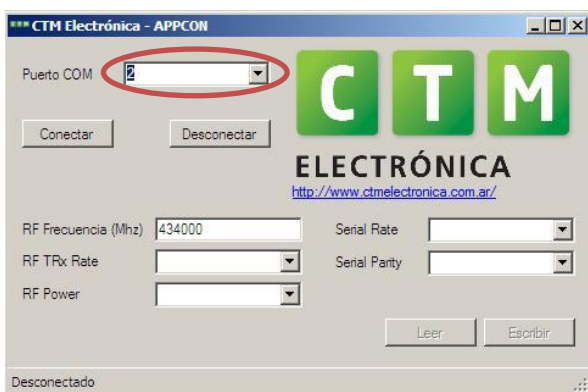 CTM Electrónica - APPCON
Puerto COM 2
CTM
Conectar Desconectar
ELECTRÓNICA
http://www.ctmelectronica.com.ar/
RF Frecuencia (Mhz) 434000 Serial Rate
RF TRx Rate Serial Parity
RF Power
Leer Escribir
Desconectado